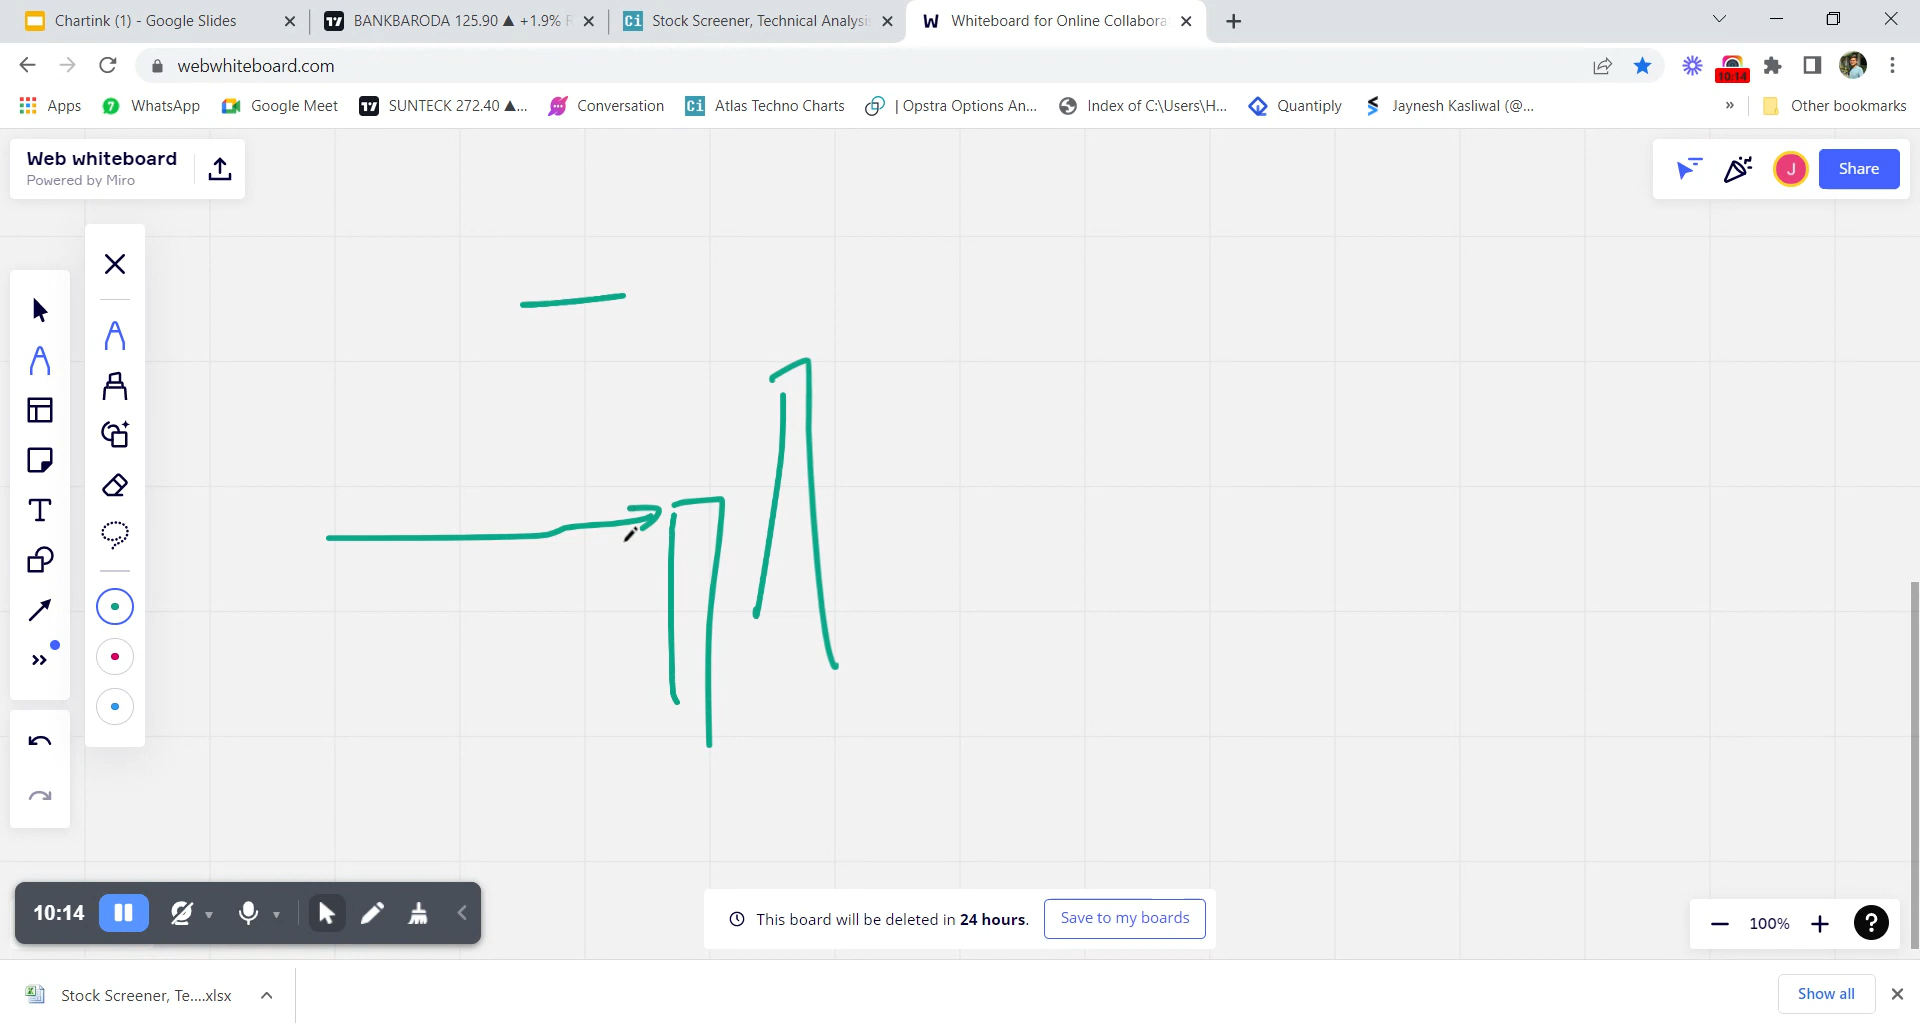 Chartink (1) - Google Slides
BANKBARODA 125.90 ▲ +1.9%
Stock Screener, Technical Analysis
Whiteboard for Online Collabora
webwhiteboard.com
10:14
Apps
WhatsApp
Google Meet
SUNTECK 272.40 ▲...
Conversation
Atlas Techno Charts
| Opstra Options An...
Index of C:\Users\H...
Quantiply
Jaynesh Kasliwal (@...
»
Other bookmarks
Web whiteboard
Powered by Miro
J
Share
10:14
This board will be deleted in 24 hours.
Save to my boards
100%
Stock Screener, Te....xlsx
Show all